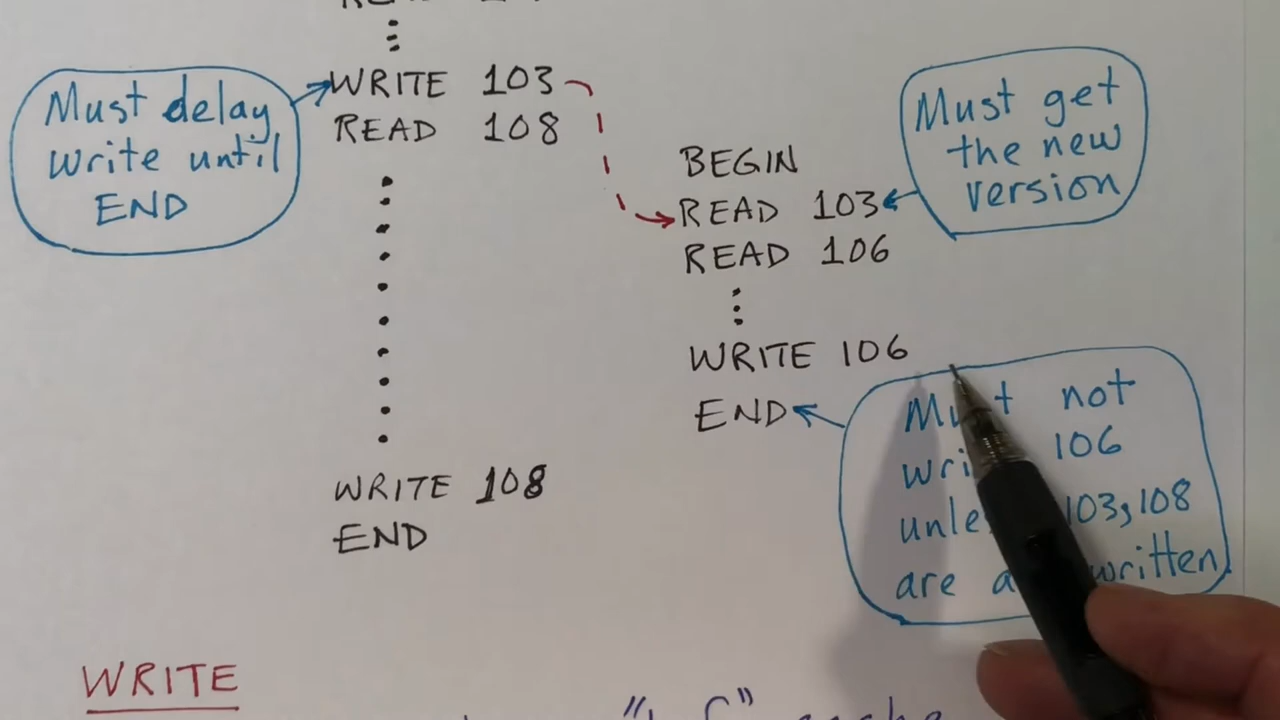 Must delay
write until
END
WRITE 103
READ 108
WRITE 108
END
BEGIN
READ 103
READ 106
WRITE 106
END
Must get
the new
version
not
106
103,108
are written
WRITE